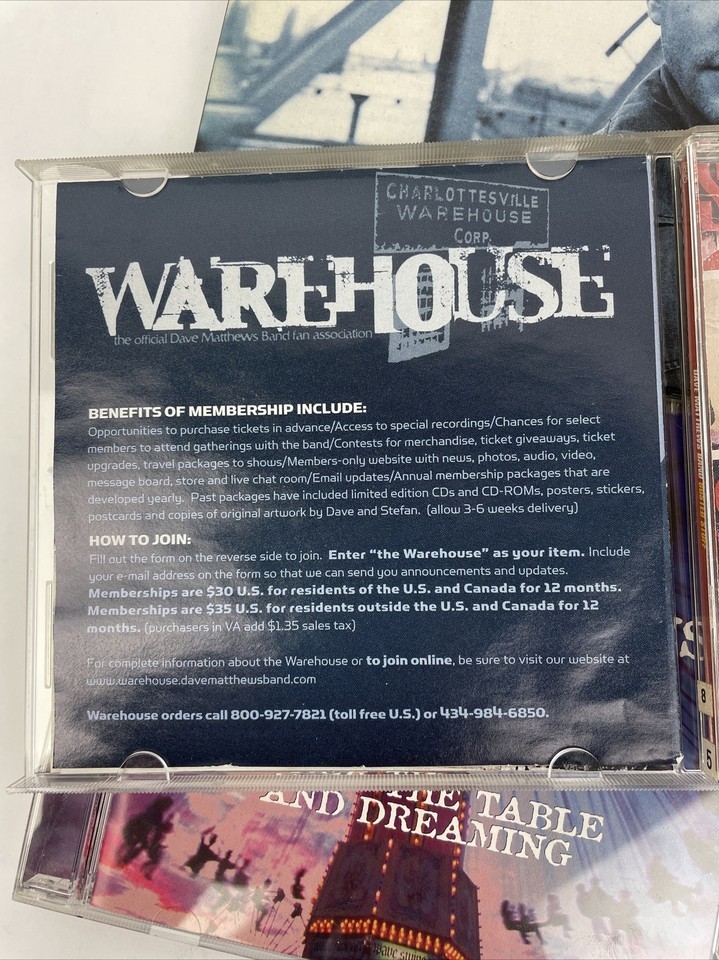 CHARLOTTESVILLE
WAREHOUSE
CORP.
WAREHOUSE
the official Dave Matthews Band fan association
BENEFITS OF MEMBERSHIP INCLUDE:
Opportunities to purchase tickets in advance/Access to special recordings/Chances for select
members to attend gatherings with the band/Contests for merchandise, ticket giveaways, ticket
upgrades, travel packages to shows/Members-only website with news, photos, audio, video,
message board, store and live chat room/Email updates/Annual membership packages that are
developed yearly. Past packages have included limited edition CDs and CD-ROMs, posters, stickers,
postcards and copies of original artwork by Dave and Stefan. (allow 3-6 weeks delivery)
HOW TO JOIN:
Fill out the form on the reverse side to join. Enter “the Warehouse” as your item. Include
your e-mail address on the form so that we can send you announcements and updates.
Memberships are $30 U.S. for residents of the U.S. and Canada for 12 months.
Memberships are $35 U.S. for residents outside the U.S. and Canada for 12
months. (purchasers in VA add $1.35 sales tax)
For complete information about the Warehouse or to join online, be sure to visit our website at
www.warehouse.davematthewsband.com
Warehouse orders call 800-927-7821 (toll free U.S.) or 434-984-6850.
DAVE MATTHEWS BAND BUSTED STUFF
8
5
THE TABLE
AND DREAMING